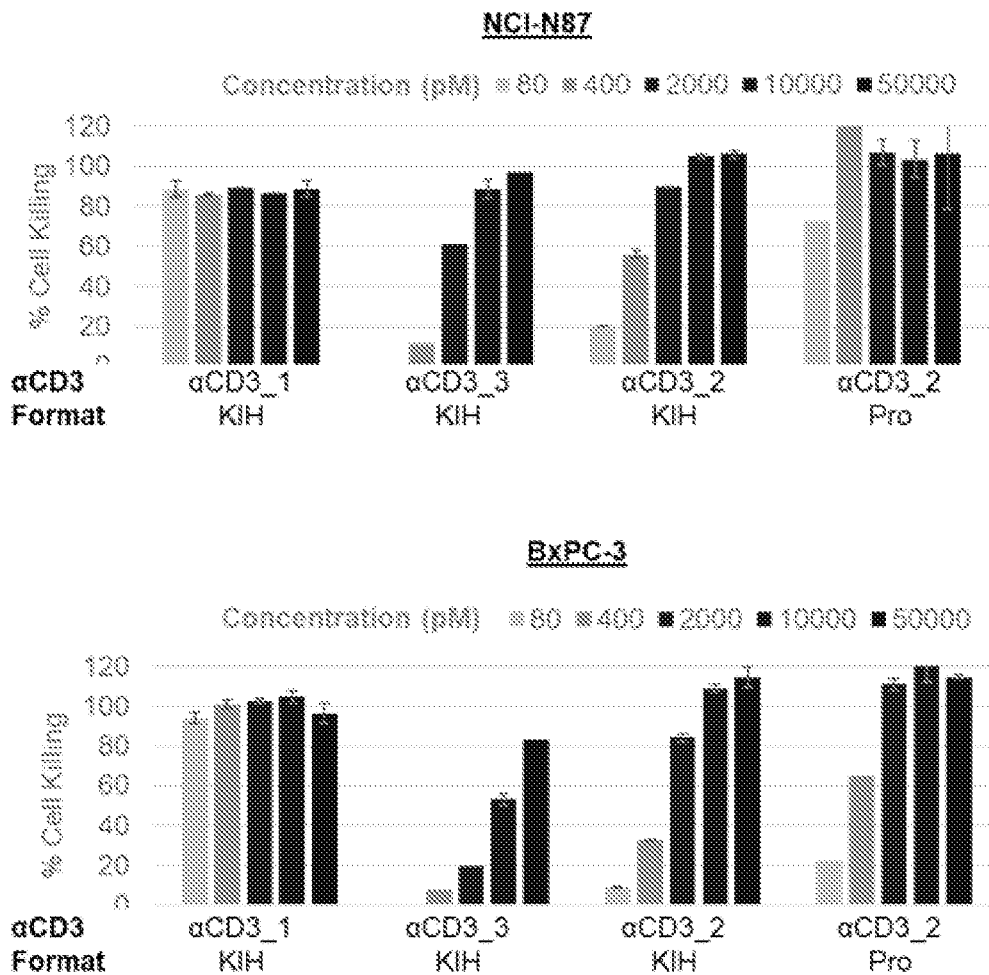 NCI-N87
Concentration (pM) 80 400 2000 10000 50000
120
100
80
60
40
20
0
% Cell Killing
αCD3 αCD3_1 αCD3_3 αCD3_2 αCD3_2
Format KIH KIH KIH Pro
BxPC-3
Concentration (pM) 80 400 2000 10000 50000
120
100
80
60
40
20
0
% Cell Killing
αCD3 αCD3_1 αCD3_3 αCD3_2 αCD3_2
Format KIH KIH KIH Pro